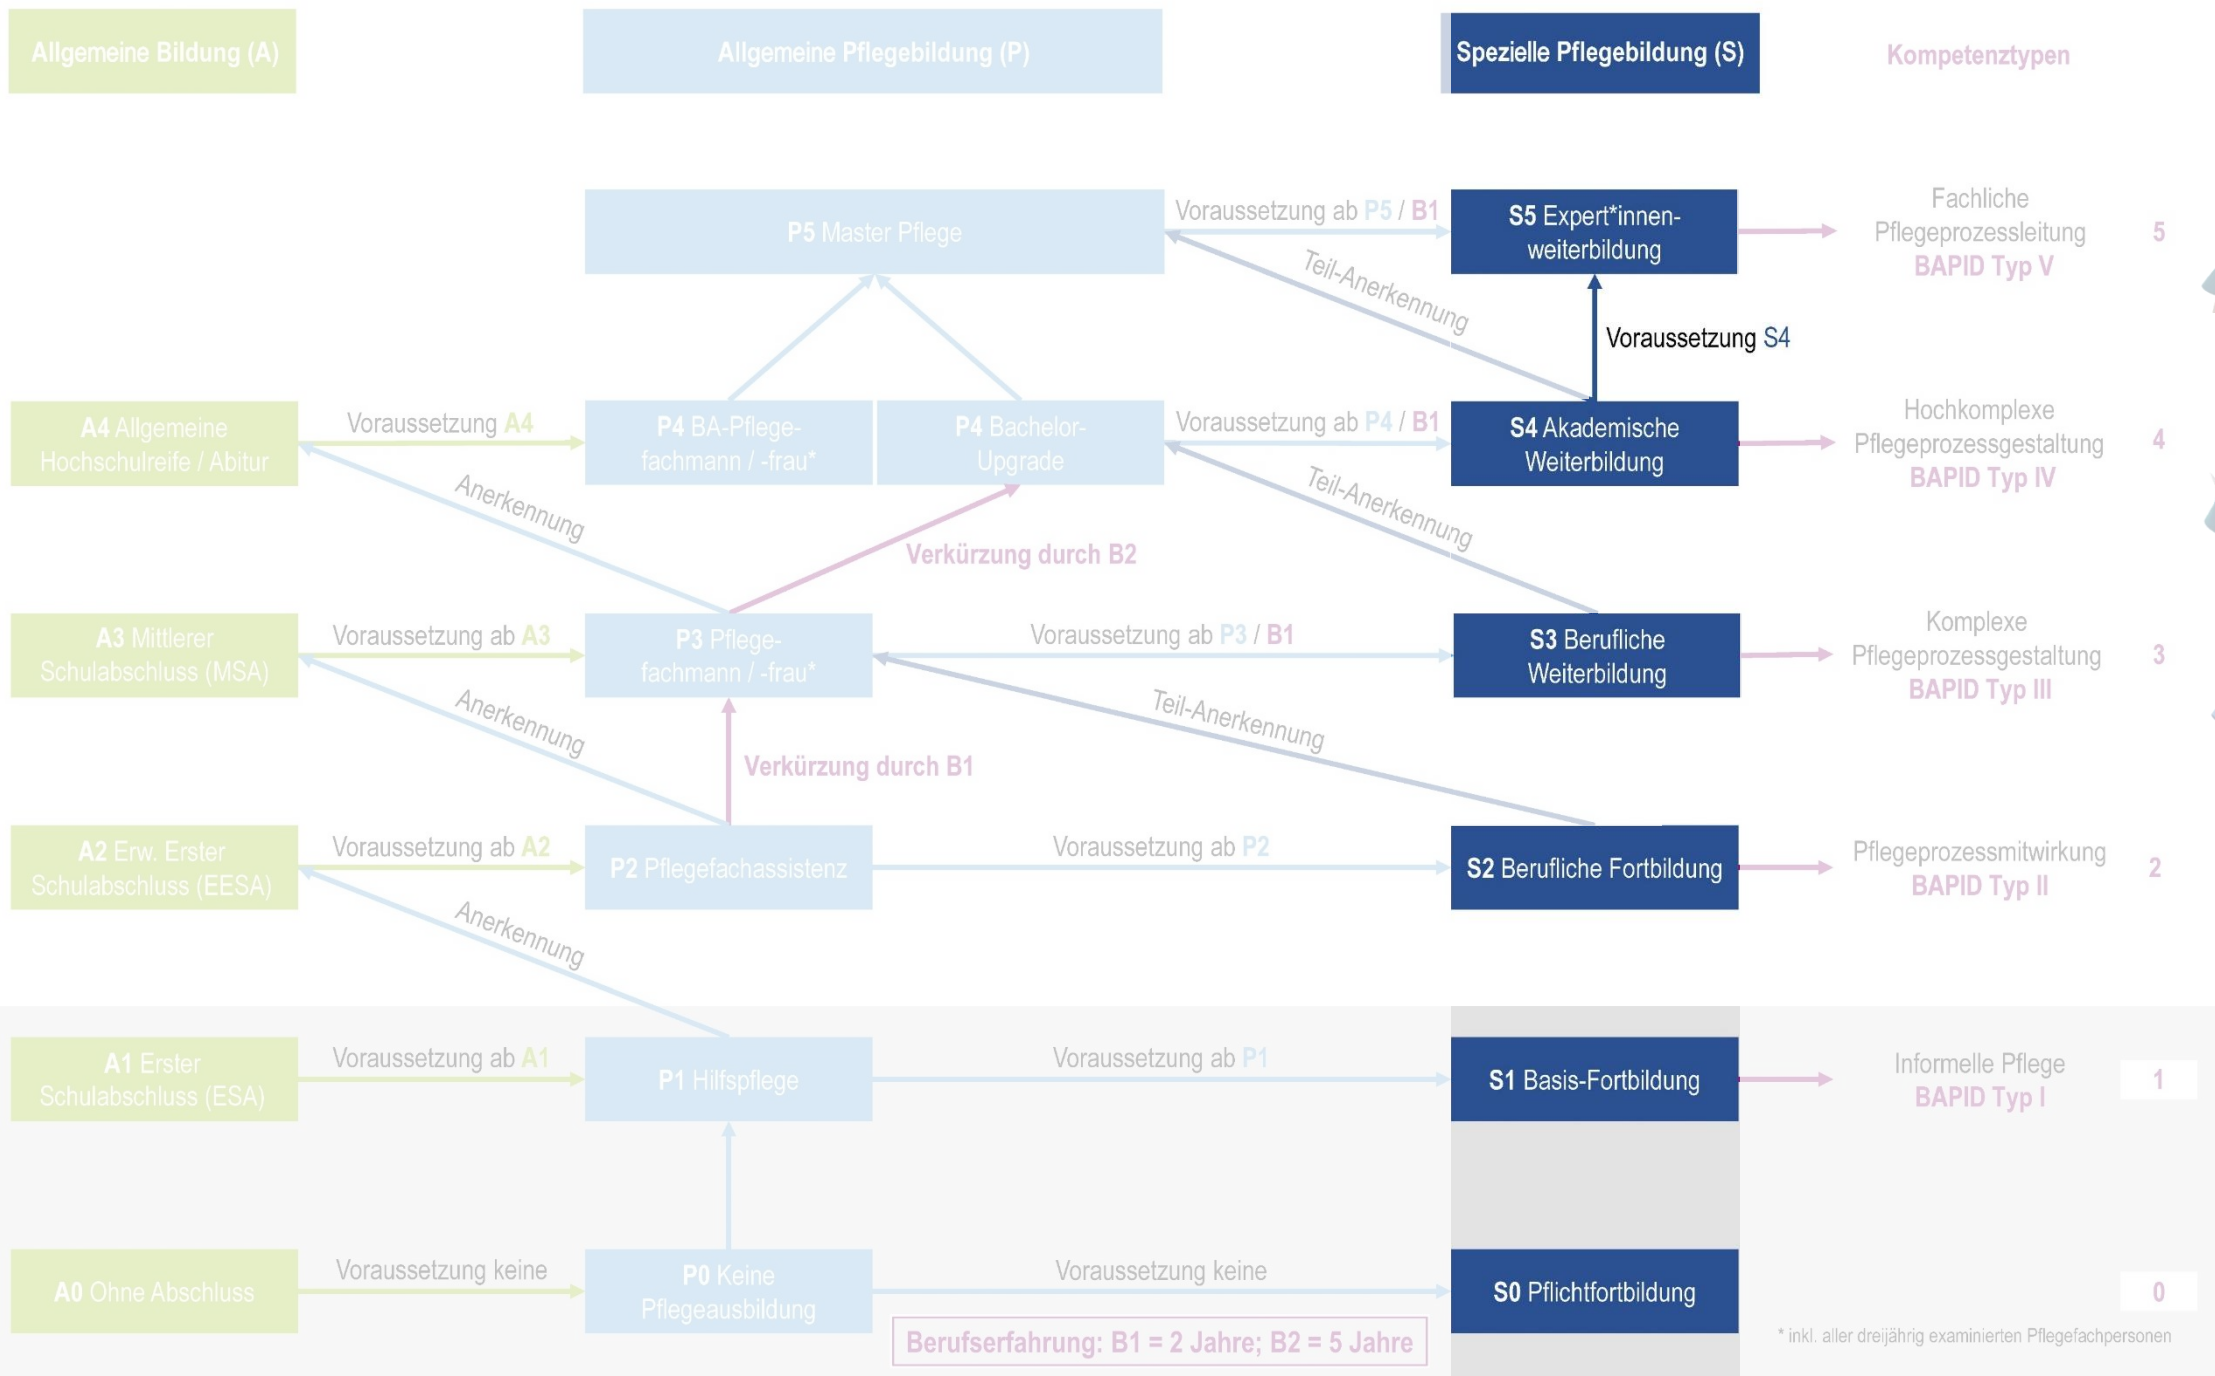 Allgemeine Bildung (A)
Allgemeine Pflegebildung (P)
Spezielle Pflegebildung (S)
Kompetenztypen
P5 Master Pflege
Voraussetzung ab P5 / B1
S5 Expert*innen-
weiterbildung
Fachliche
Pflegeprozessleitung
BAPID Typ V
5
Teil-Anerkennung
Voraussetzung S4
A4 Allgemeine
Hochschulreife / Abitur
Voraussetzung A4
P4 BA-Pflege-
fachmann / -frau*
P4 Bachelor-
Upgrade
Voraussetzung ab P4 / B1
S4 Akademische
Weiterbildung
Hochkomplexe
Pflegeprozessgestaltung
BAPID Typ IV
4
Anerkennung
Verkürzung durch B2
Teil-Anerkennung
A3 Mittlerer
Schulabschluss (MSA)
Voraussetzung ab A3
P3 Pflege-
fachmann / -frau*
Voraussetzung ab P3 / B1
S3 Berufliche
Weiterbildung
Komplexe
Pflegeprozessgestaltung
BAPID Typ III
3
Anerkennung
Verkürzung durch B1
Teil-Anerkennung
A2 Erw. Erster
Schulabschluss (EESA)
Voraussetzung ab A2
P2 Pflegefachassistenz
Voraussetzung ab P2
S2 Berufliche Fortbildung
Pflegeprozessmitwirkung
BAPID Typ II
2
Anerkennung
A1 Erster
Schulabschluss (ESA)
Voraussetzung ab A1
P1 Hilfspflege
Voraussetzung ab P1
S1 Basis-Fortbildung
Informelle Pflege
BAPID Typ I
1
A0 Ohne Abschluss
Voraussetzung keine
P0 Keine
Pflegeausbildung
Voraussetzung keine
S0 Pflichtfortbildung
0
Berufserfahrung: B1 = 2 Jahre; B2 = 5 Jahre
* inkl. aller dreijährig examinierten Pflegefachpersonen